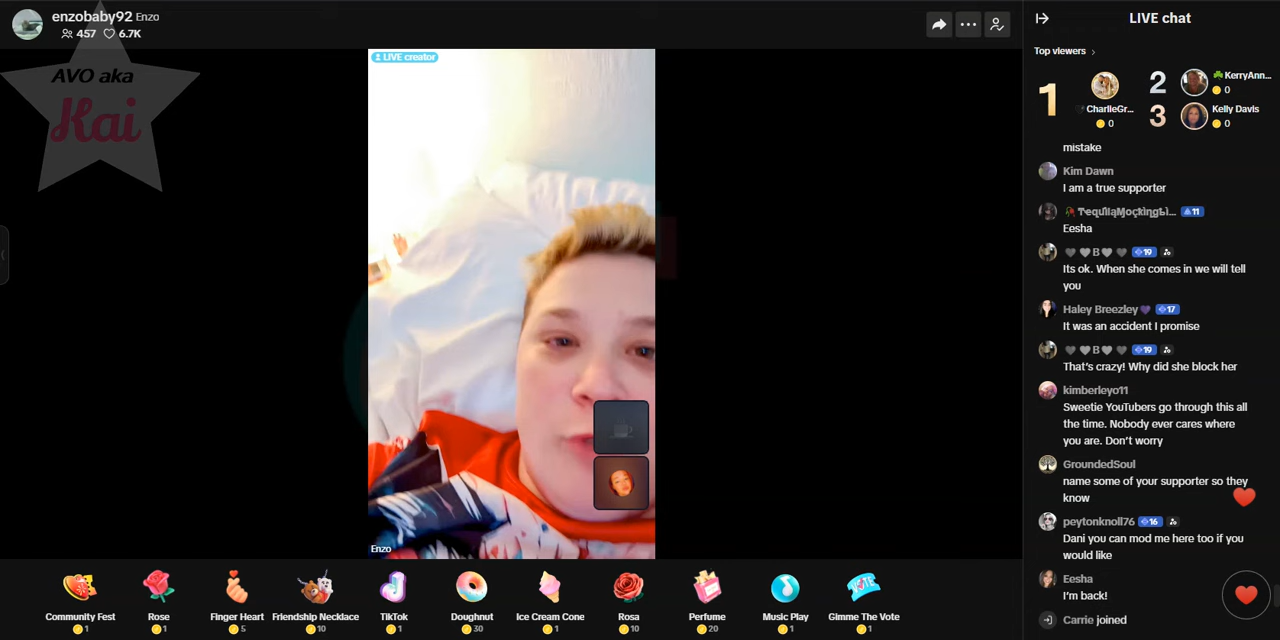 enzobaby92 Enzo
457 6.7K
AVO aka
Kai
LIVE creator
Enzo
Community Fest
1
Rose
1
Finger Heart
5
Friendship Necklace
10
TikTok
1
Doughnut
30
Ice Cream Cone
1
Rosa
10
Perfume
20
Music Play
1
Gimme The Vote
1
LIVE chat
Top viewers
1
CharlieGr...
0
2
KerryAnn...
0
3
Kelly Davis
0
mistake
Kim Dawn
I am a true supporter
11
Eesha
B 19
Its ok. When she comes in we will tell
you
Haley Breezley 17
It was an accident I promise
B 19
That's crazy! Why did she block her
kimberleyo11
Sweetie YouTubers go through this all
the time. Nobody ever cares where
you are. Don't worry
GroundedSoul
name some of your supporter so they
know
peytonknoll76 16
Dani you can mod me here too if you
would like
Eesha
I'm back!
Carrie joined